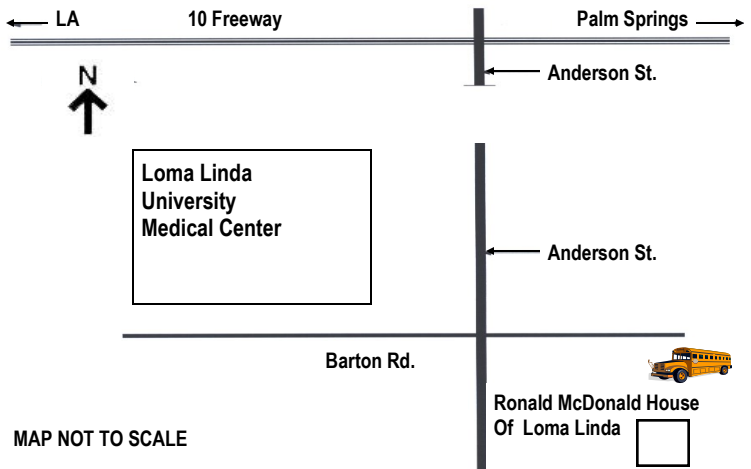 LA
10 Freeway
Palm Springs
N
Anderson St.
Loma Linda
University
Medical Center
Anderson St.
Barton Rd.
Ronald McDonald House
Of Loma Linda
MAP NOT TO SCALE